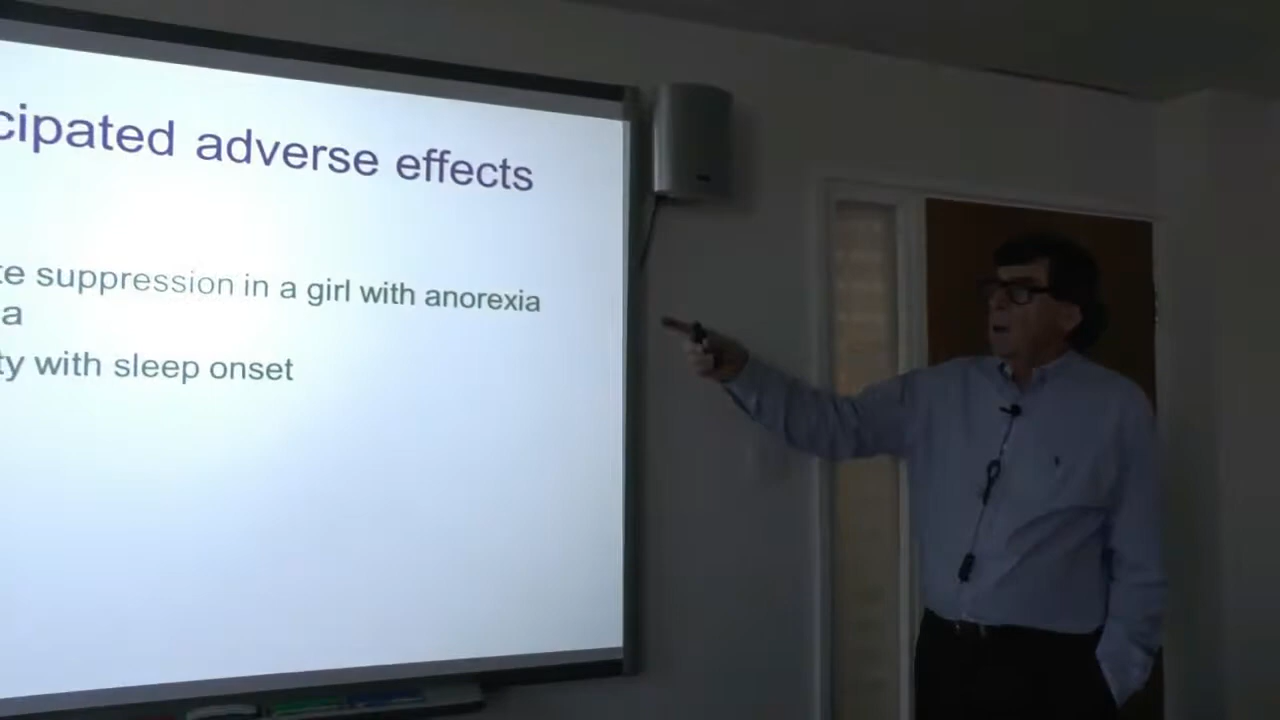 cipated adverse effects
te suppression in a girl with anorexia
a
ty with sleep onset